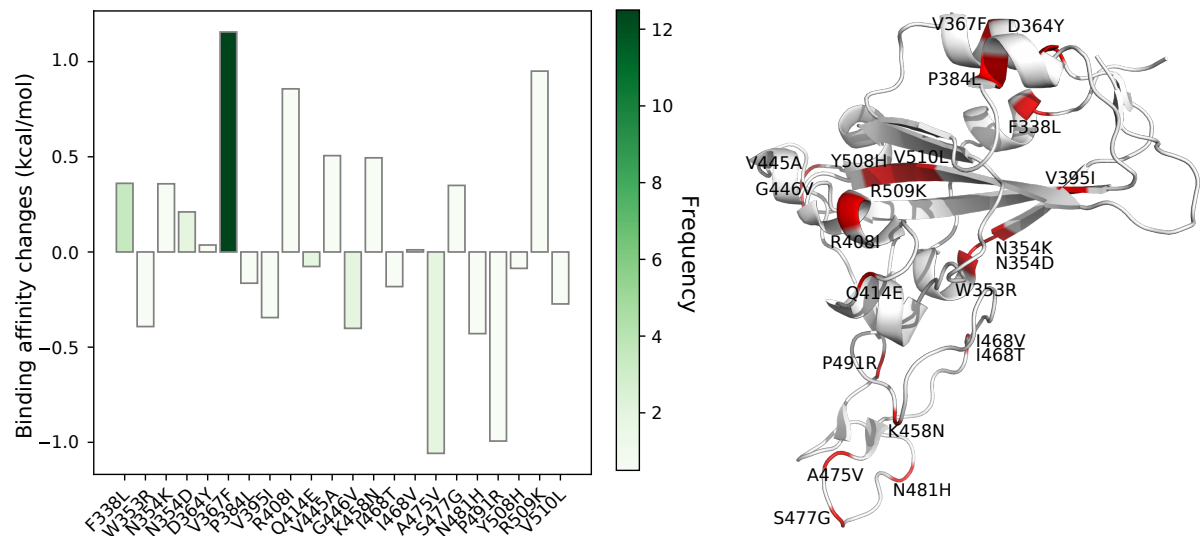 Binding affinity changes (kcal/mol)
1.0
0.5
0.0
−0.5
−1.0
F338L
W353R
N354K
N354D
D364Y
V367F
P384L
V395I
R408I
Q414E
V445A
G446V
K458N
I468T
I468V
A475V
S477G
N481H
P491R
Y508H
R509K
V510L
12
10
8
6
4
2
Frequency
V367F D364Y
P384L
F338L
V445A Y508H V510L
G446V R509K V395I
R408I
N354K
N354D
Q414E W353R
I468V
P491R I468T
K458N
A475V
N481H
S477G